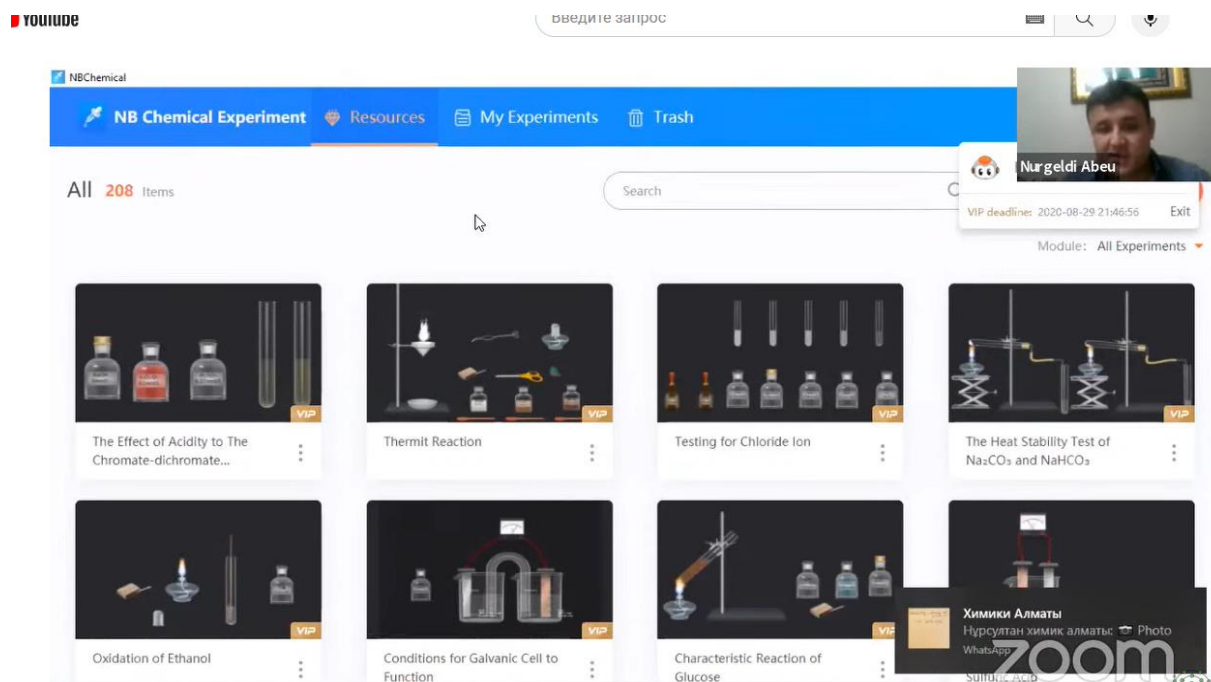 YouTube
Введите запрос
NBChemical
NB Chemical Experiment
Resources
My Experiments
Trash
Nurgeldi Abeu
All 208 Items
Search
VIP deadline: 2020-08-29 21:46:56 Exit
Module: All Experiments
VIP
VIP
VIP
VIP
The Effect of Acidity to The
Chromate-dichromate...
Thermit Reaction
Testing for Chloride Ion
The Heat Stability Test of
Na₂CO₃ and NaHCO₃
VIP
VIP
VIP
Oxidation of Ethanol
Conditions for Galvanic Cell to
Function
Characteristic Reaction of
Glucose
Химики Алматы
Нұрсултан химик алматы: Photo
WhatsApp
zoom
Sulfuric Acid